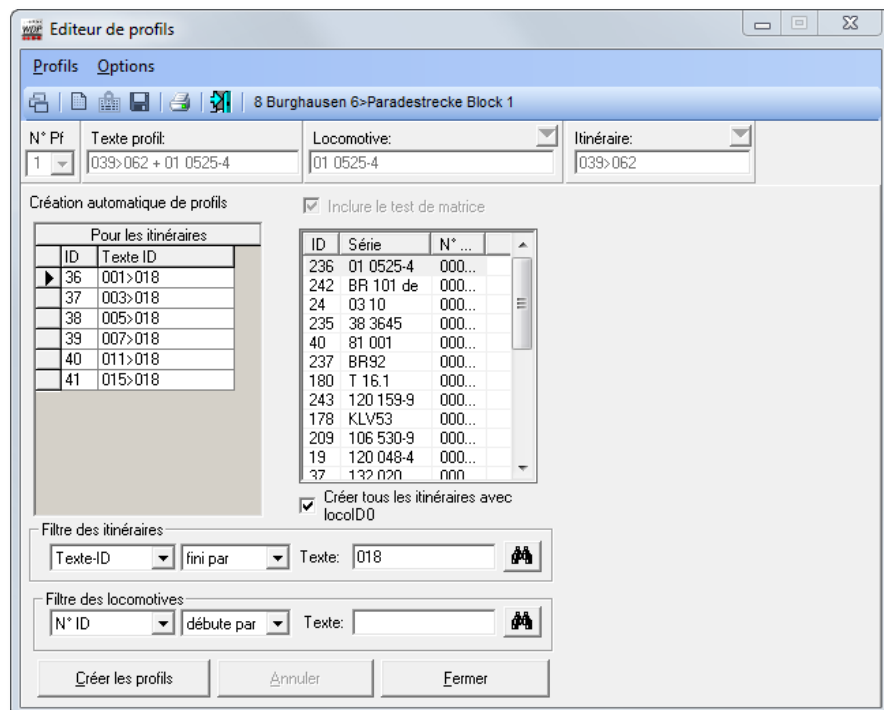 WDP Editeur de profils
Profils Options
8 Burghausen 6>Paradestrecke Block 1
N° Pf Texte profil: Locomotive: Itinéraire:
1 039>062 + 01 0525-4 01 0525-4 039>062
Création automatique de profils
Inclure le test de matrice
Pour les itinéraires
ID Texte ID
36 001>018
37 003>018
38 005>018
39 007>018
40 011>018
41 015>018
ID Série N° ...
236 01 0525-4 000...
242 BR 101 de 000...
24 03 10 000...
235 38 3645 000...
40 81 001 000...
237 BR92 000...
180 T 16.1 000...
243 120 159-9 000...
178 KLV53 000...
209 106 530-9 000...
19 120 048-4 000...
37 132 020 000
Créer tous les itinéraires avec
locoID0
Filtre des itinéraires
Texte-ID fini par Texte: 018
Filtre des locomotives
N° ID débute par Texte:
Créer les profils Annuler Fermer